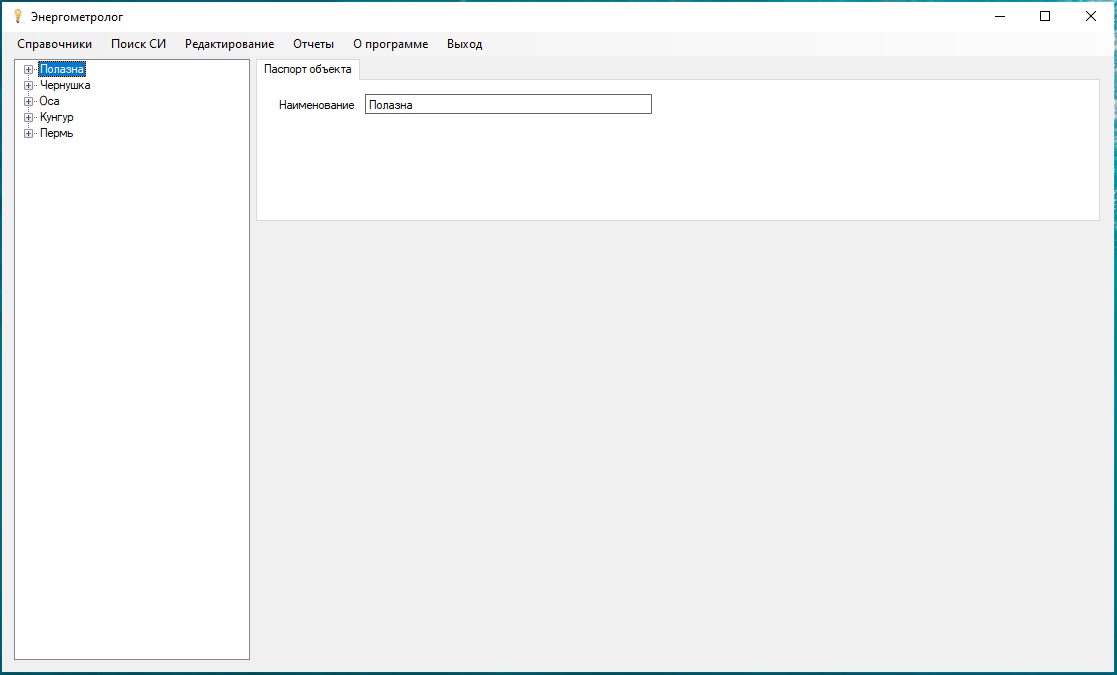 Энергометролог
Справочники Поиск СИ Редактирование Отчеты О программе Выход
Полазна
Чернушка
Оса
Кунгур
Пермь
Паспорт объекта
Наименование Полазна